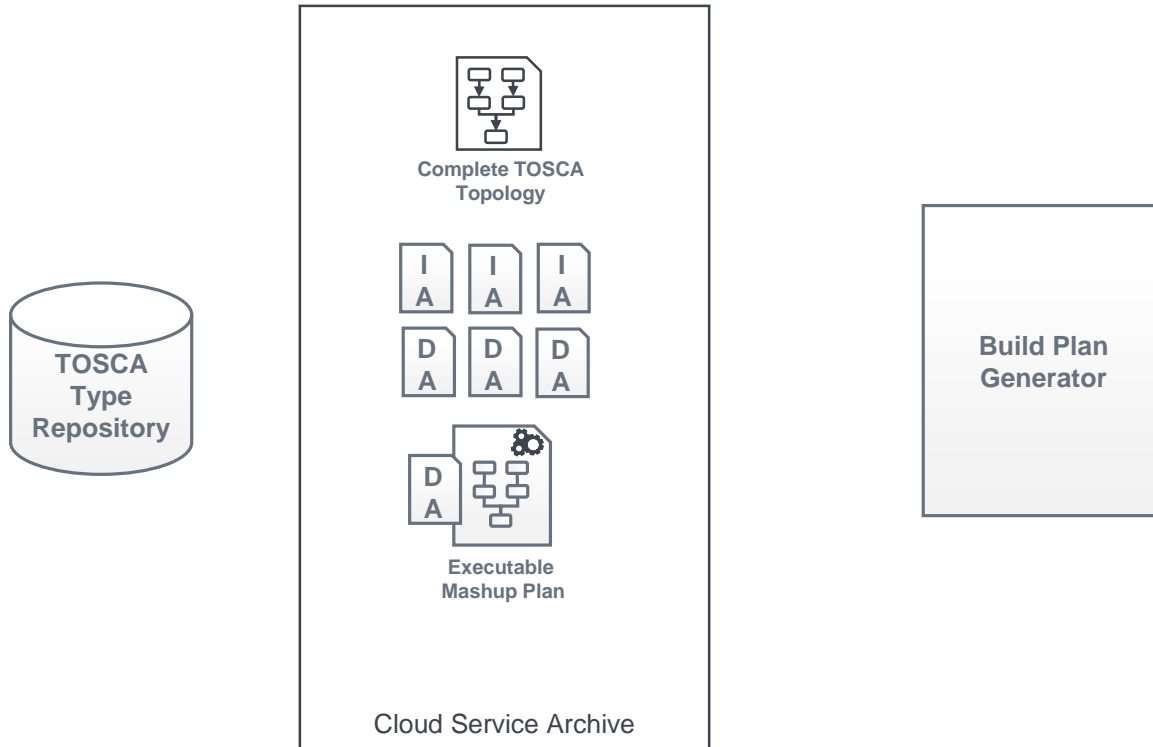 Complete TOSCA
Topology
I
A
I
A
I
A
D
A
D
A
D
A
TOSCA
Type
Repository
Build Plan
Generator
D
A
Executable
Mashup Plan
Cloud Service Archive